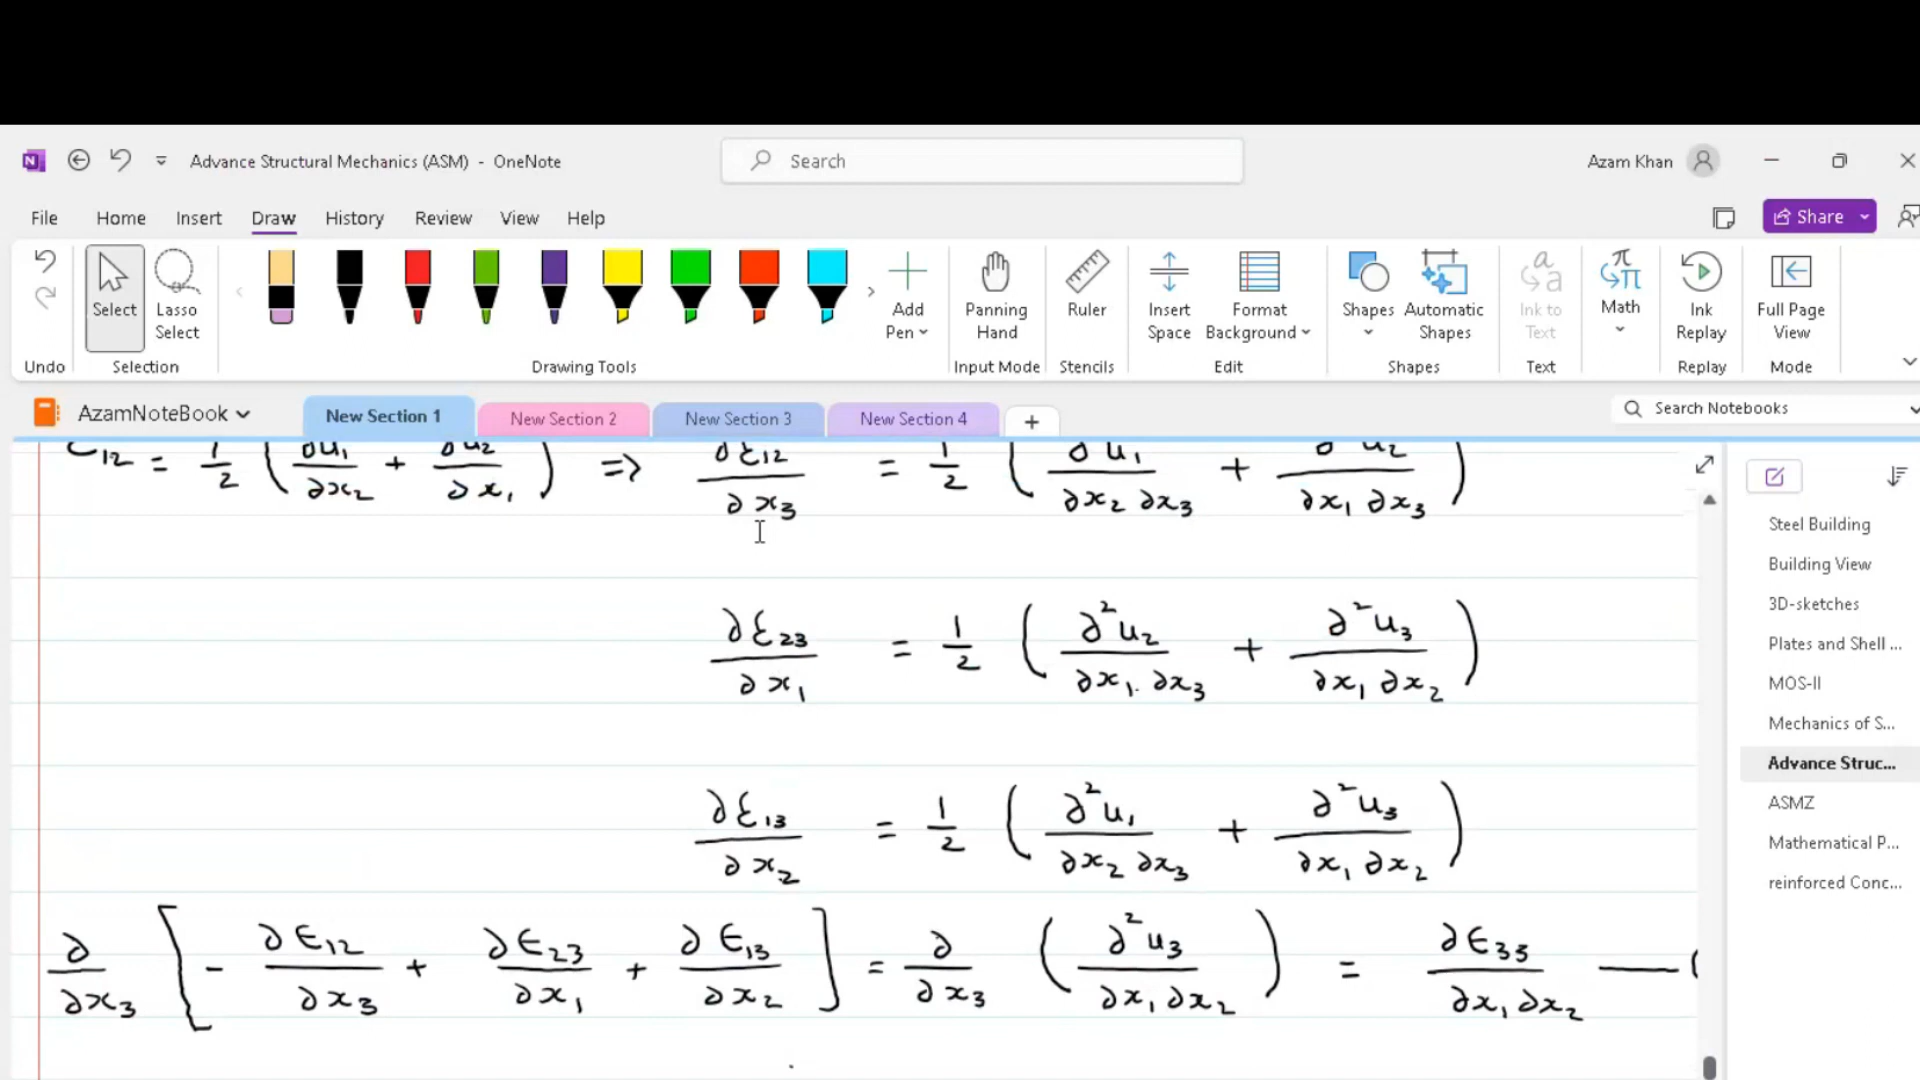 Advance Structural Mechanics (ASM) - OneNote
Search
Azam Khan
File Home Insert Draw History Review View Help
Share
Select
Lasso Select
Add Pen
Panning Hand
Ruler
Insert Space
Format Background
Shapes
Automatic Shapes
Ink to Text
Math
Ink Replay
Full Page View
Undo Selection Drawing Tools Input Mode Stencils Edit Shapes Text Replay Mode
AzamNoteBook
New Section 1 New Section 2 New Section 3 New Section 4 +
Search Notebooks
ε₁₂ = 1/2 (∂u₁/∂x₂ + ∂u₂/∂x₁) => ∂ε₁₂/∂x₃ = 1/2 (∂u₁/∂x₂∂x₃ + ∂u₂/∂x₁∂x₃)
∂ε₂₃/∂x₁ = 1/2 (∂²u₂/∂x₁∂x₃ + ∂²u₃/∂x₁∂x₂)
∂ε₁₃/∂x₂ = 1/2 (∂²u₁/∂x₂∂x₃ + ∂²u₃/∂x₁∂x₂)
∂/∂x₃ [- ∂ε₁₂/∂x₃ + ∂ε₂₃/∂x₁ + ∂ε₁₃/∂x₂] = ∂/∂x₃ (∂²u₃/∂x₁∂x₂) = ∂ε₃₃/∂x₁∂x₂ — (
Steel Building
Building View
3D-sketches
Plates and Shell ...
MOS-II
Mechanics of S...
Advance Struc...
ASMZ
Mathematical P...
reinforced Conc...